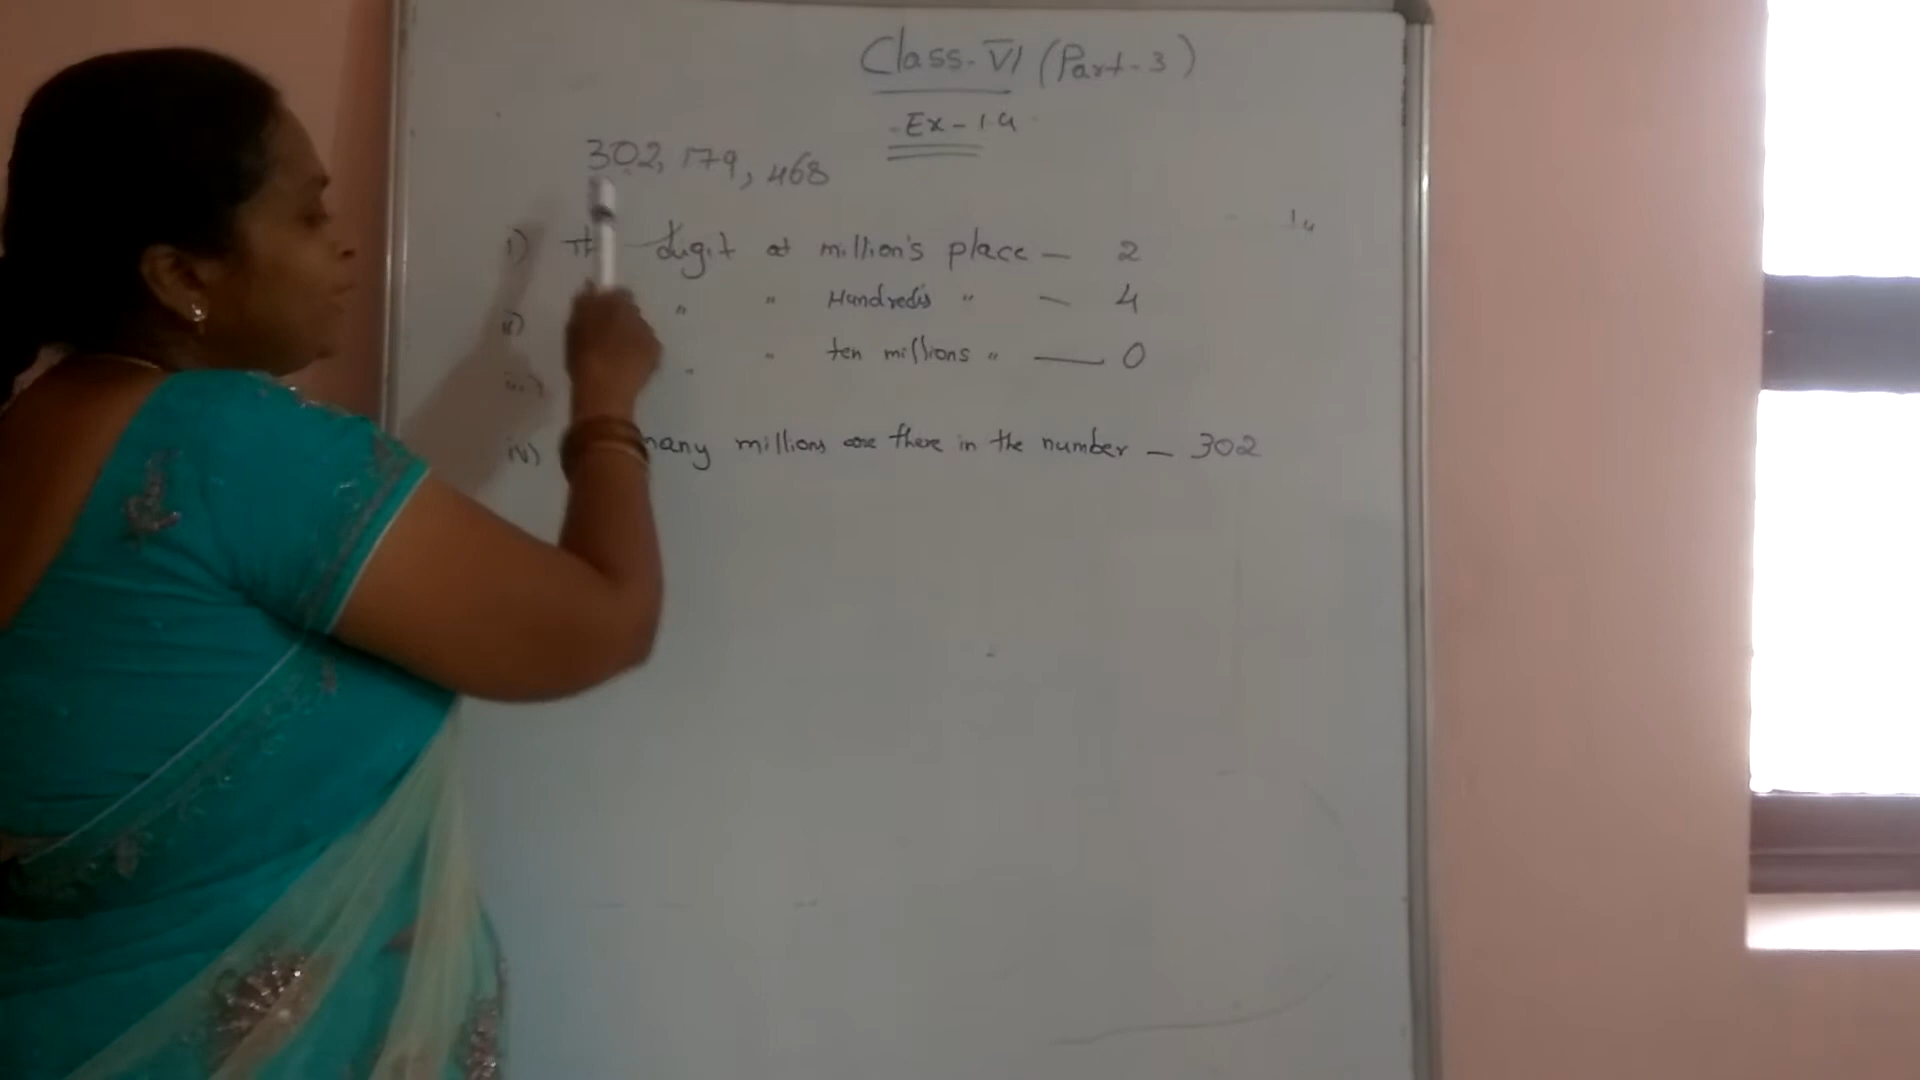 Class-VI (Part-3)
Ex-1.4
302, 179, 468
i) digit at million's place - 2
ii) " " Hundreds " - 4
iii) " " ten millions " - 0
iv) many millions are there in the number - 302